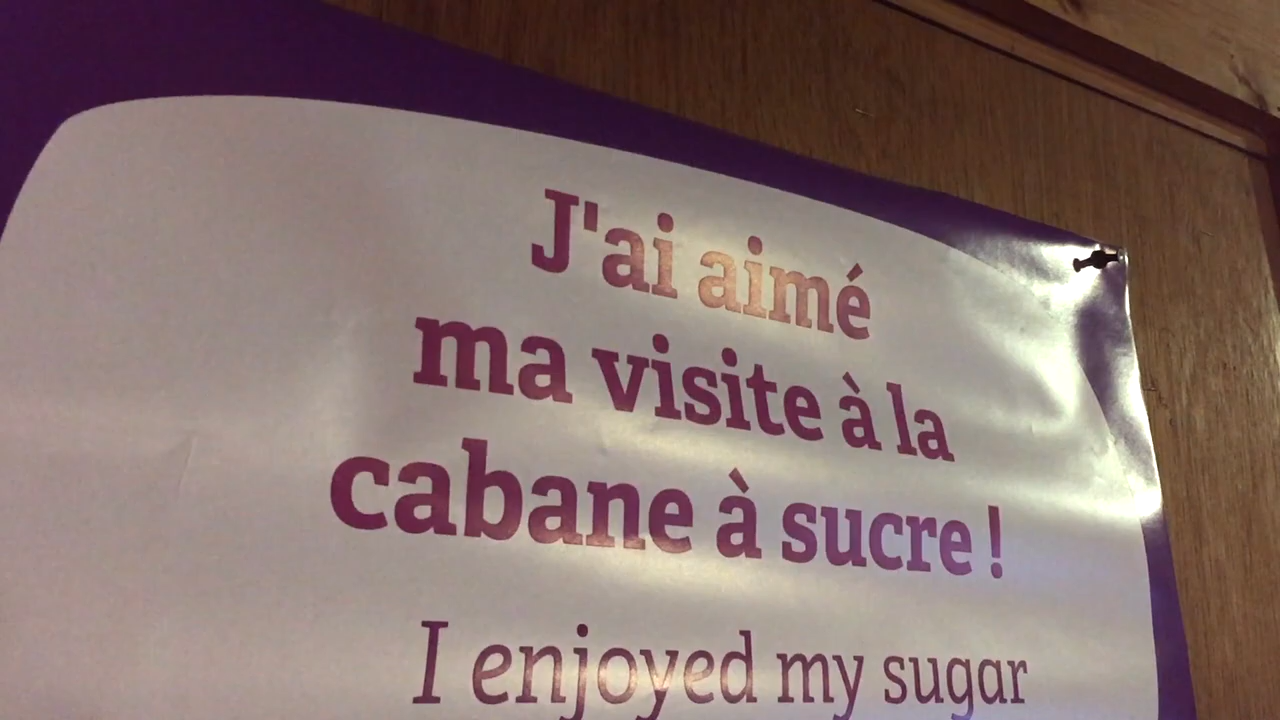 J'ai aimé
ma visite à la
cabane à sucre !
I enjoyed my sugar